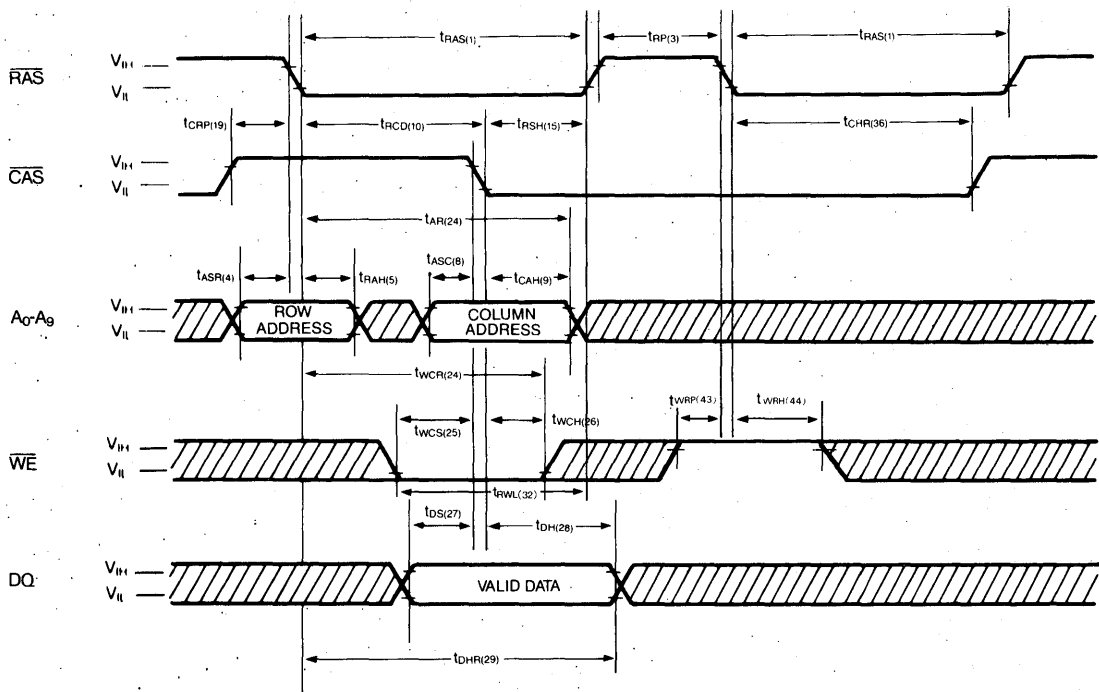 tRAS(1) tRP(3) tRAS(1)
RAS VIH
VIL
tCRP(19) tRCD(10) tRSH(15) tCHR(36)
CAS VIH
VIL
tAR(24)
tASR(4) tRAH(5) tASC(8) tCAH(9)
A0-A9 VIH
VIL
ROW ADDRESS
COLUMN ADDRESS
tWCR(24)
tWCS(25) tWCH(26) tWRP(43) tWRH(44)
WE VIH
VIL
tRWL(32)
tDS(27) tDH(28)
DQ VIH
VIL
VALID DATA
tDHR(29)